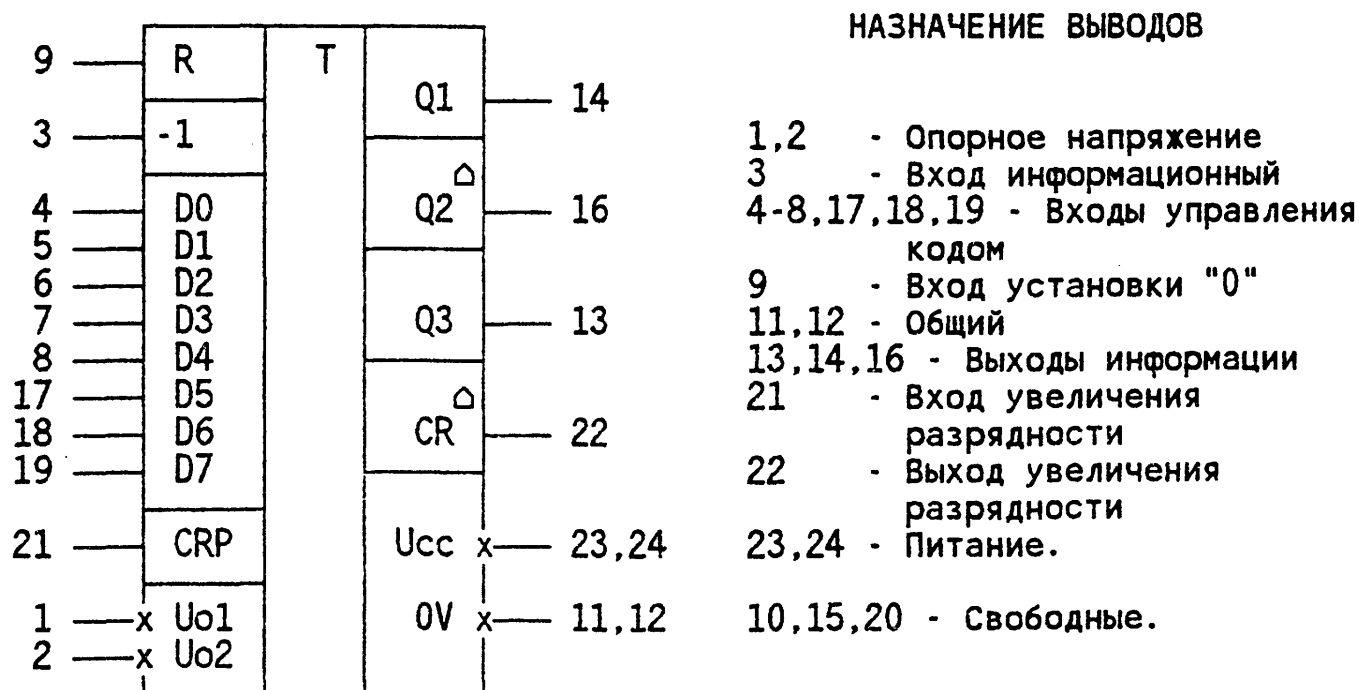 НАЗНАЧЕНИЕ ВЫВОДОВ
9 R T
Q1 14
3 -1
4 D0 Q2 16
5 D1
6 D2
7 D3 Q3 13
8 D4
17 D5
18 D6 CR 22
19 D7
21 CRP Ucc x 23,24
1 x Uo1 0V x 11,12
2 x Uo2
1,2 - Опорное напряжение
3 - Вход информационный
4-8,17,18,19 - Входы управления
кодом
9 - Вход установки "0"
11,12 - Общий
13,14,16 - Выходы информации
21 - Вход увеличения
разрядности
22 - Выход увеличения
разрядности
23,24 - Питание.
10,15,20 - Свободные.